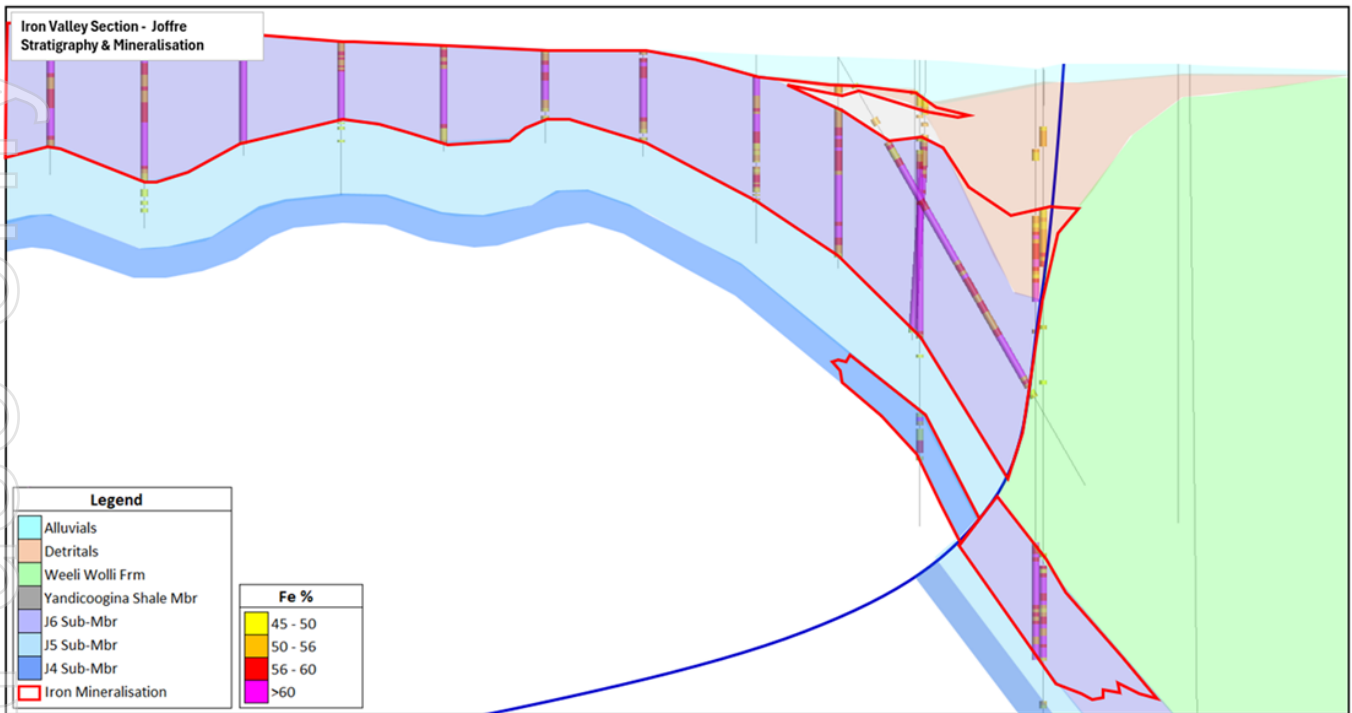 Iron Valley Section - Joffre
Stratigraphy & Mineralisation
Legend
Alluvials
Detritals
Weeli Wolli Frm
Yandicoogina Shale Mbr
J6 Sub-Mbr
J5 Sub-Mbr
J4 Sub-Mbr
Iron Mineralisation
Fe %
45 - 50
50 - 56
56 - 60
>60